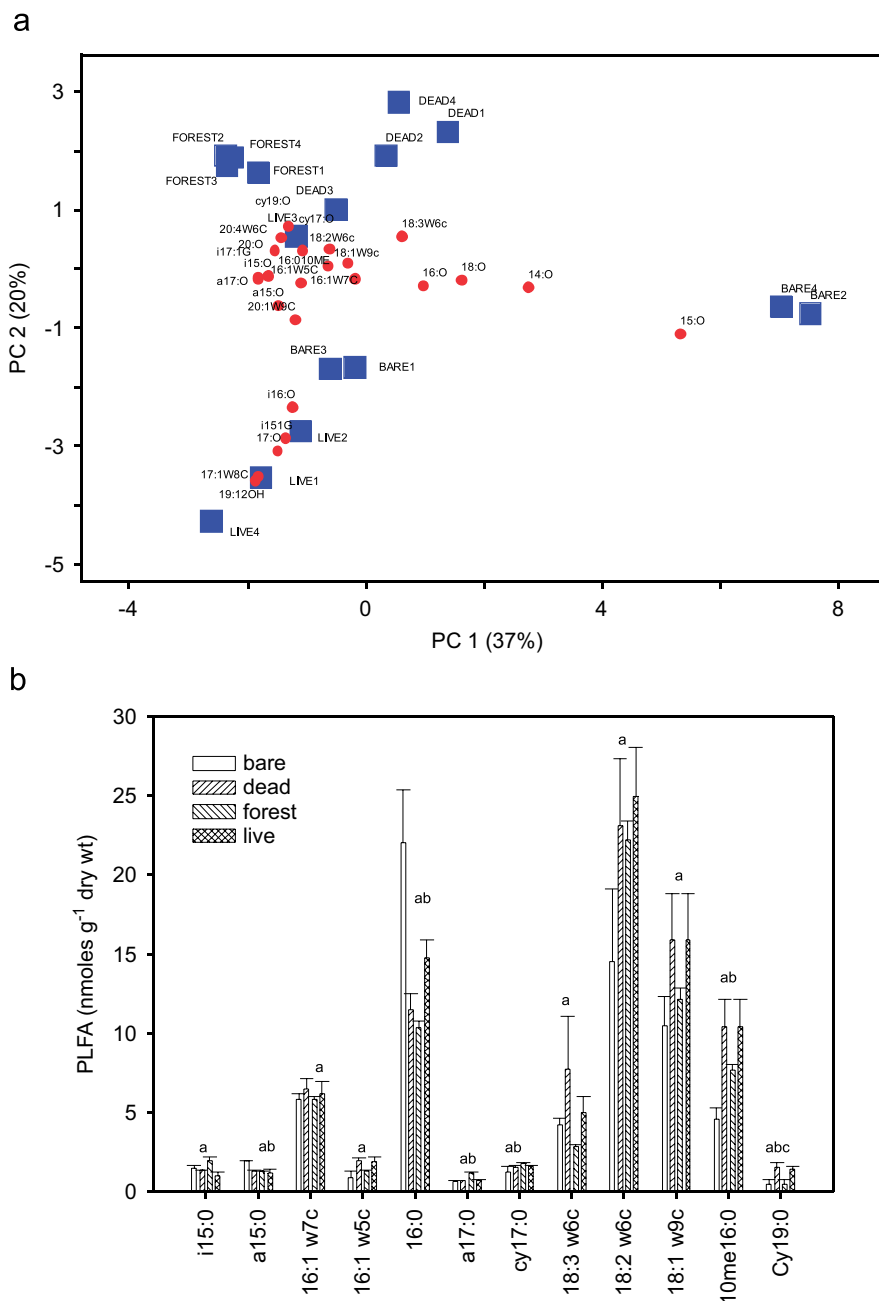 a
3
1
-1
-3
-5
PC 2 (20%)
-4
0
4
8
PC 1 (37%)
DEAD4
DEAD1
DEAD2
FOREST2
FOREST4
FOREST3
FOREST1
DEAD3
cy19:O
LIVE3
cy17:O
20:4W6C
18:2W6c
18:3W6c
20:O
i17:1G
16:010ME
18:1W9c
i15:O
16:1W5C
a17:O
16:1W7C
a15:O
20:1W9C
16:O
18:O
14:O
BARE4
BARE2
15:O
BARE3
BARE1
i16:O
i151G
17:O
LIVE2
17:1W8C
LIVE1
19:12OH
LIVE4
b
30
25
20
15
10
5
0
PLFA (nmoles g-1 dry wt)
bare
dead
forest
live
a
ab
a
a
ab
ab
ab
a
a
a
ab
abc
i15:0
a15:0
16:1 w7c
16:1 w5c
16:0
a17:0
cy17:0
18:3 w6c
18:2 w6c
18:1 w9c
10me16:0
Cy19:0